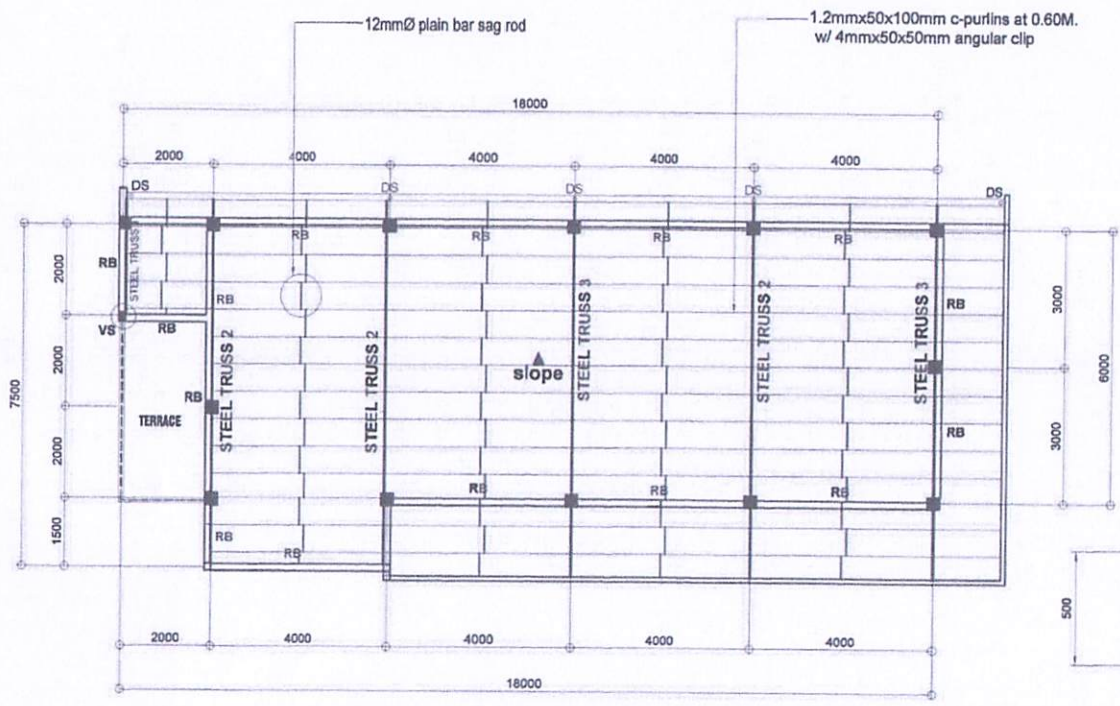 12mmØ plain bar sag rod
1.2mmx50x100mm c-purlins at 0.60M.
w/ 4mmx50x50mm angular clip
18000
2000
4000
4000
4000
4000
DS
DS
DS
DS
DS
RB
RB
RB
RB
RB
STEEL TRUSS
2000
2000
2000
1500
7500
VS
RB
RB
RB
TERRACE
STEEL TRUSS 2
STEEL TRUSS 2
slope
STEEL TRUSS 3
STEEL TRUSS 2
STEEL TRUSS 3
RB
RB
3000
3000
6000
RB
RB
RB
RB
RB
500
2000
4000
4000
4000
4000
18000